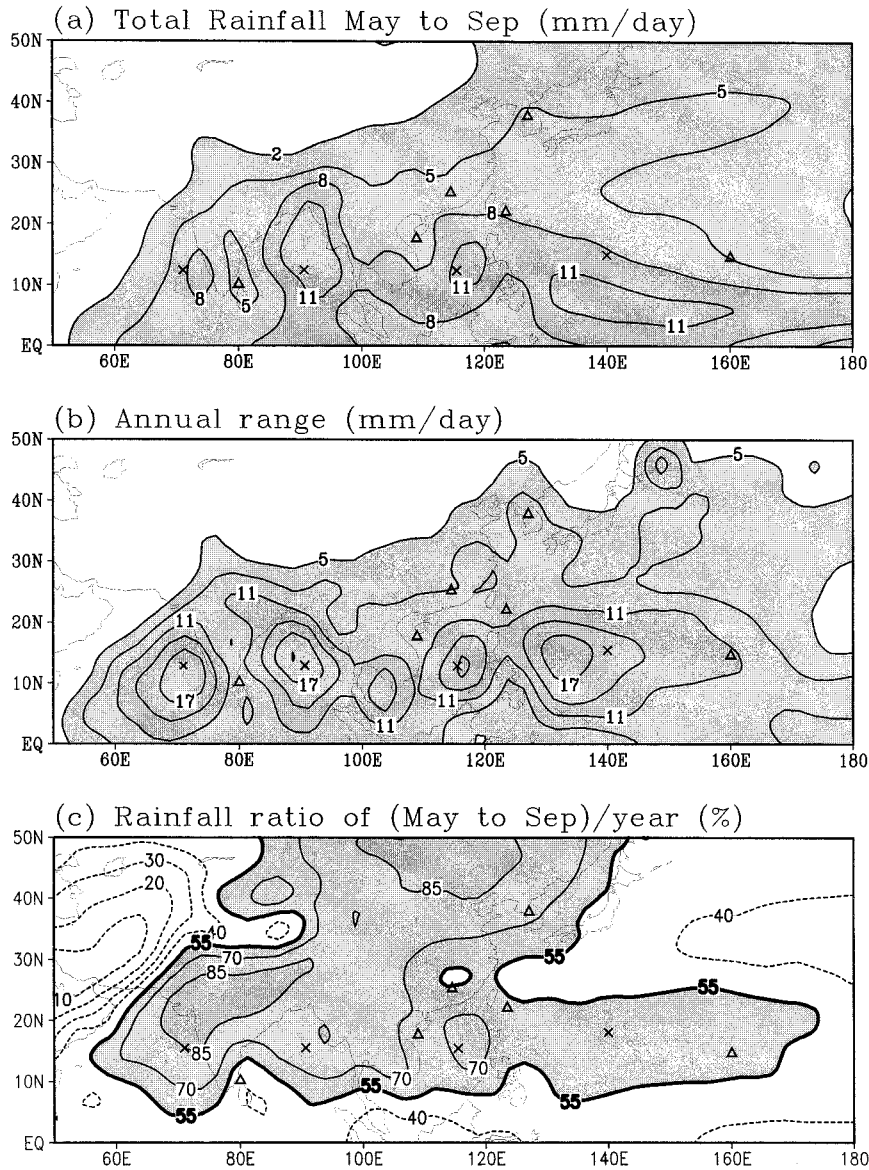 (a) Total Rainfall May to Sep (mm/day)
50N
40N
30N
20N
10N
EQ
5
2
5
8
8
8
5
11
11
11
8
11
60E
80E
100E
120E
140E
160E
180
(b) Annual range (mm/day)
50N
40N
30N
20N
10N
EQ
5
5
5
11
11
11
17
17
17
11
11
11
60E
80E
100E
120E
140E
160E
180
(c) Rainfall ratio of (May to Sep)/year (%)
50N
40N
30N
20N
10N
EQ
30
20
10
40
55
70
85
85
85
70
55
55
70
70
55
55
55
40
40
60E
80E
100E
120E
140E
160E
180